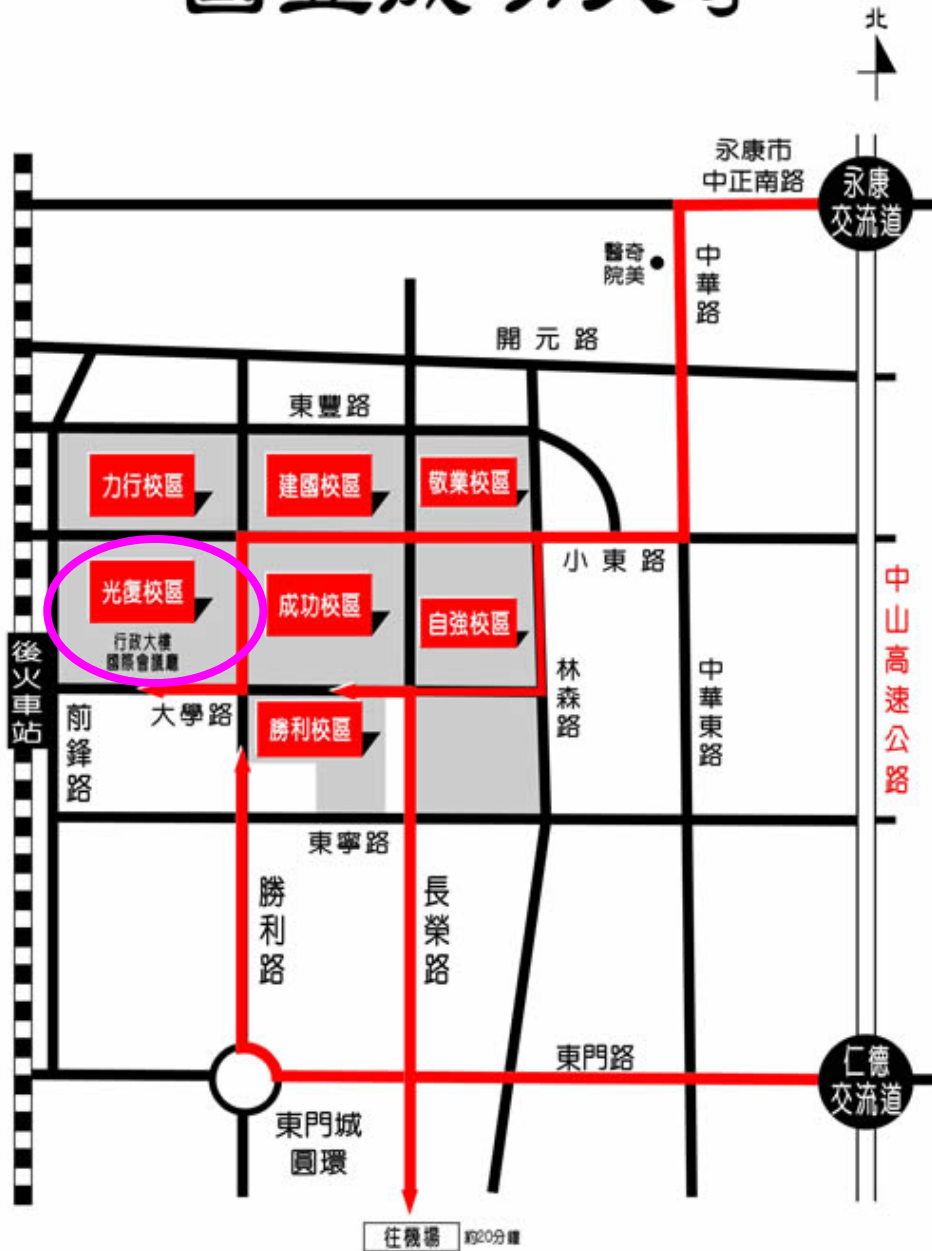 國立成功大學
北
永康市
中正南路
永康
交流道
醫奇
院美
中華路
開元路
東豐路
力行校區
建國校區
敬業校區
小東路
光復校區
行政大樓
國際會議廳
成功校區
自強校區
中山高速公路
後火車站
前鋒路
大學路
勝利校區
林森路
中華東路
東寧路
勝利路
長榮路
東門路
仁德
交流道
東門城
圓環
往機場 約20分鐘